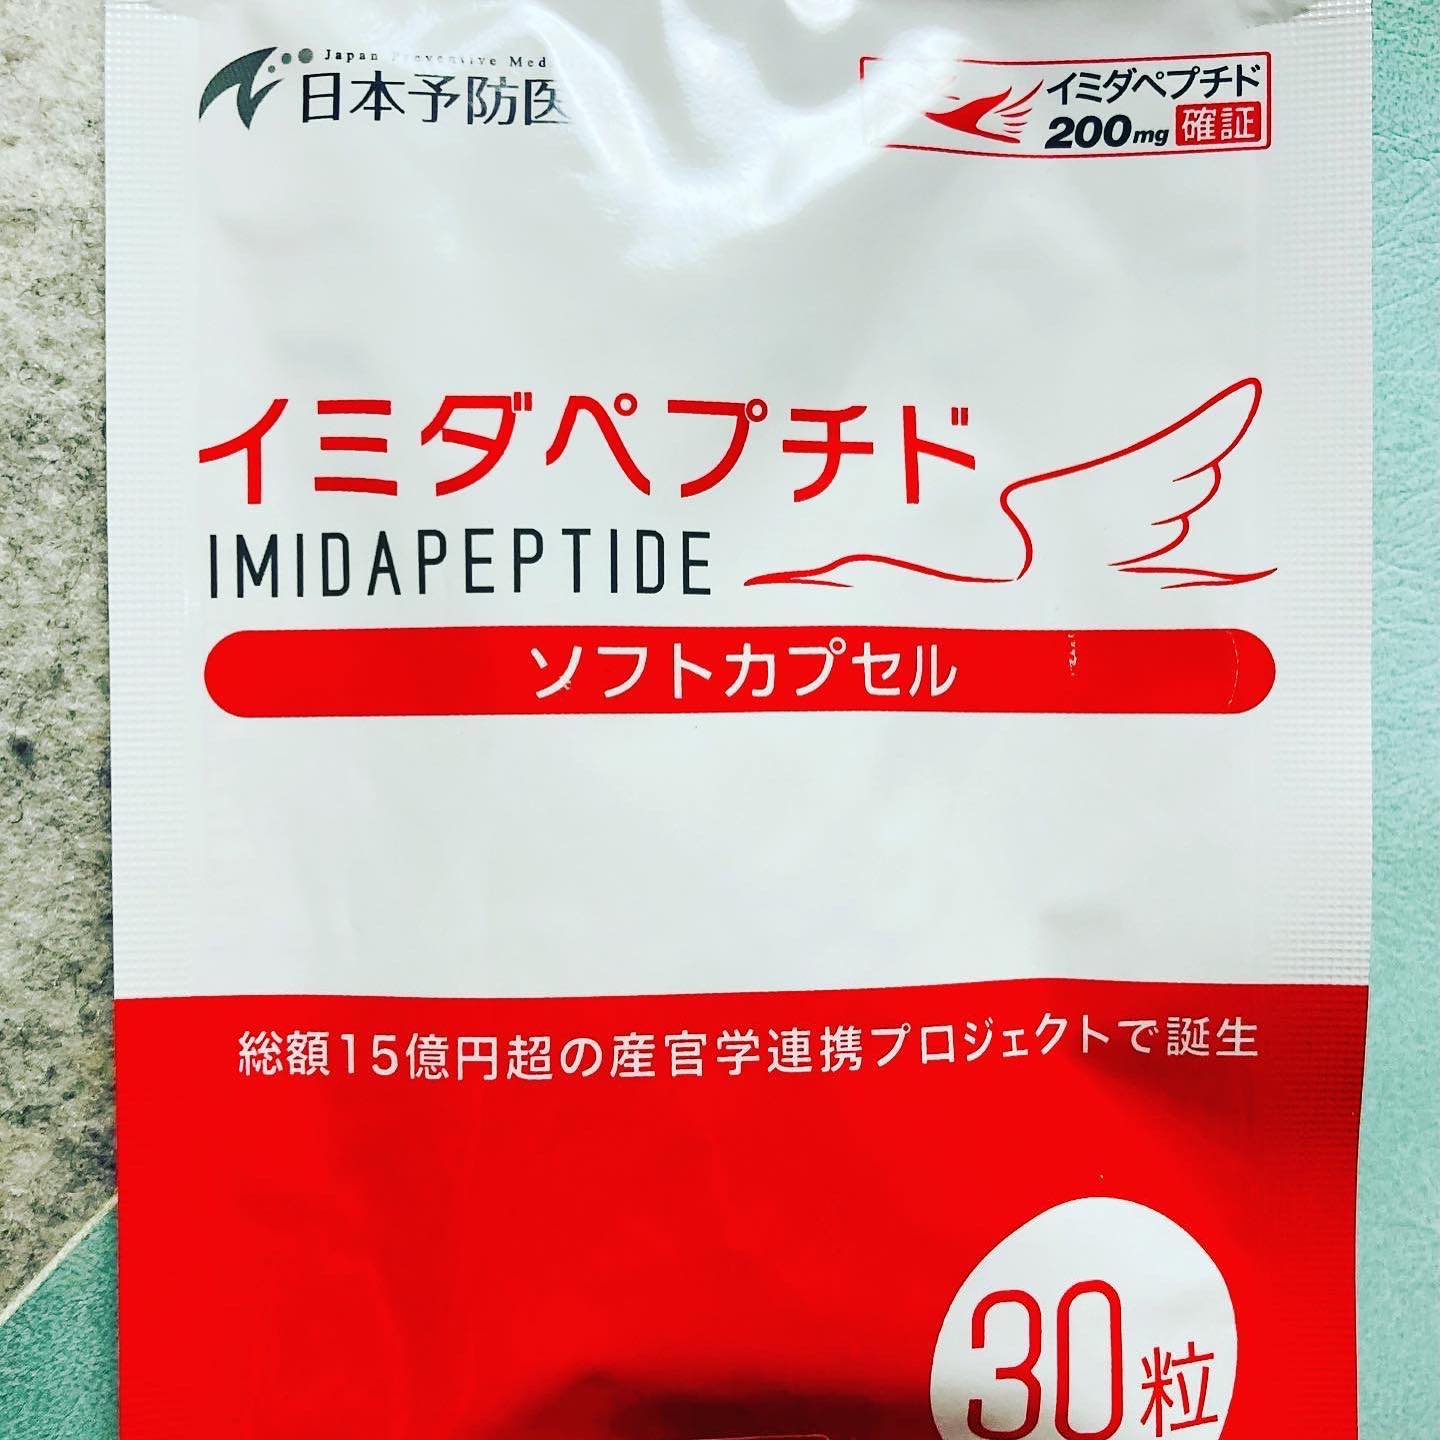 Japan Preventive Med
日本予防医
イミダペプチド
200mg 確証
イミダペプチド
IMIDAPEPTIDE
ソフトカプセル
総額15億円超の産官学連携プロジェクトで誕生
30粒